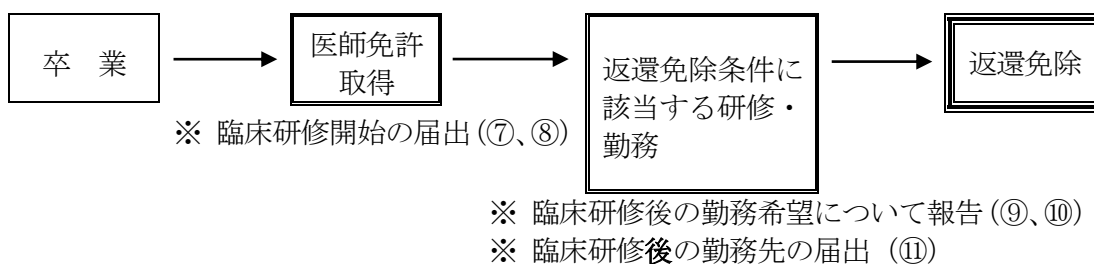 卒 業
医師免許
取得
返還免除条件に
該当する研修・
勤務
返還免除
※ 臨床研修開始の届出(⑦、⑧)
※ 臨床研修後の勤務希望について報告(⑨、⑩)
※ 臨床研修後の勤務先の届出 (⑪)